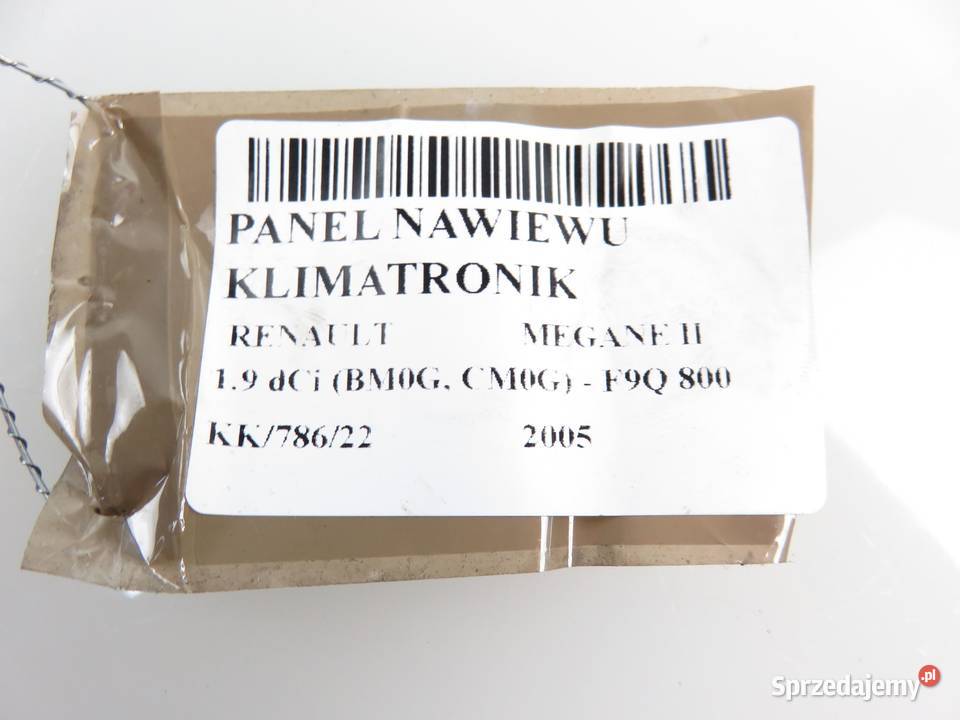 PANEL NAWIEWU
KLIMATRONIK
RENAULT MEGANE II
1.9 dCi (BM0G, CM0G) - F9Q 800
KK/786/22 2005
Sprzedajemy.pl